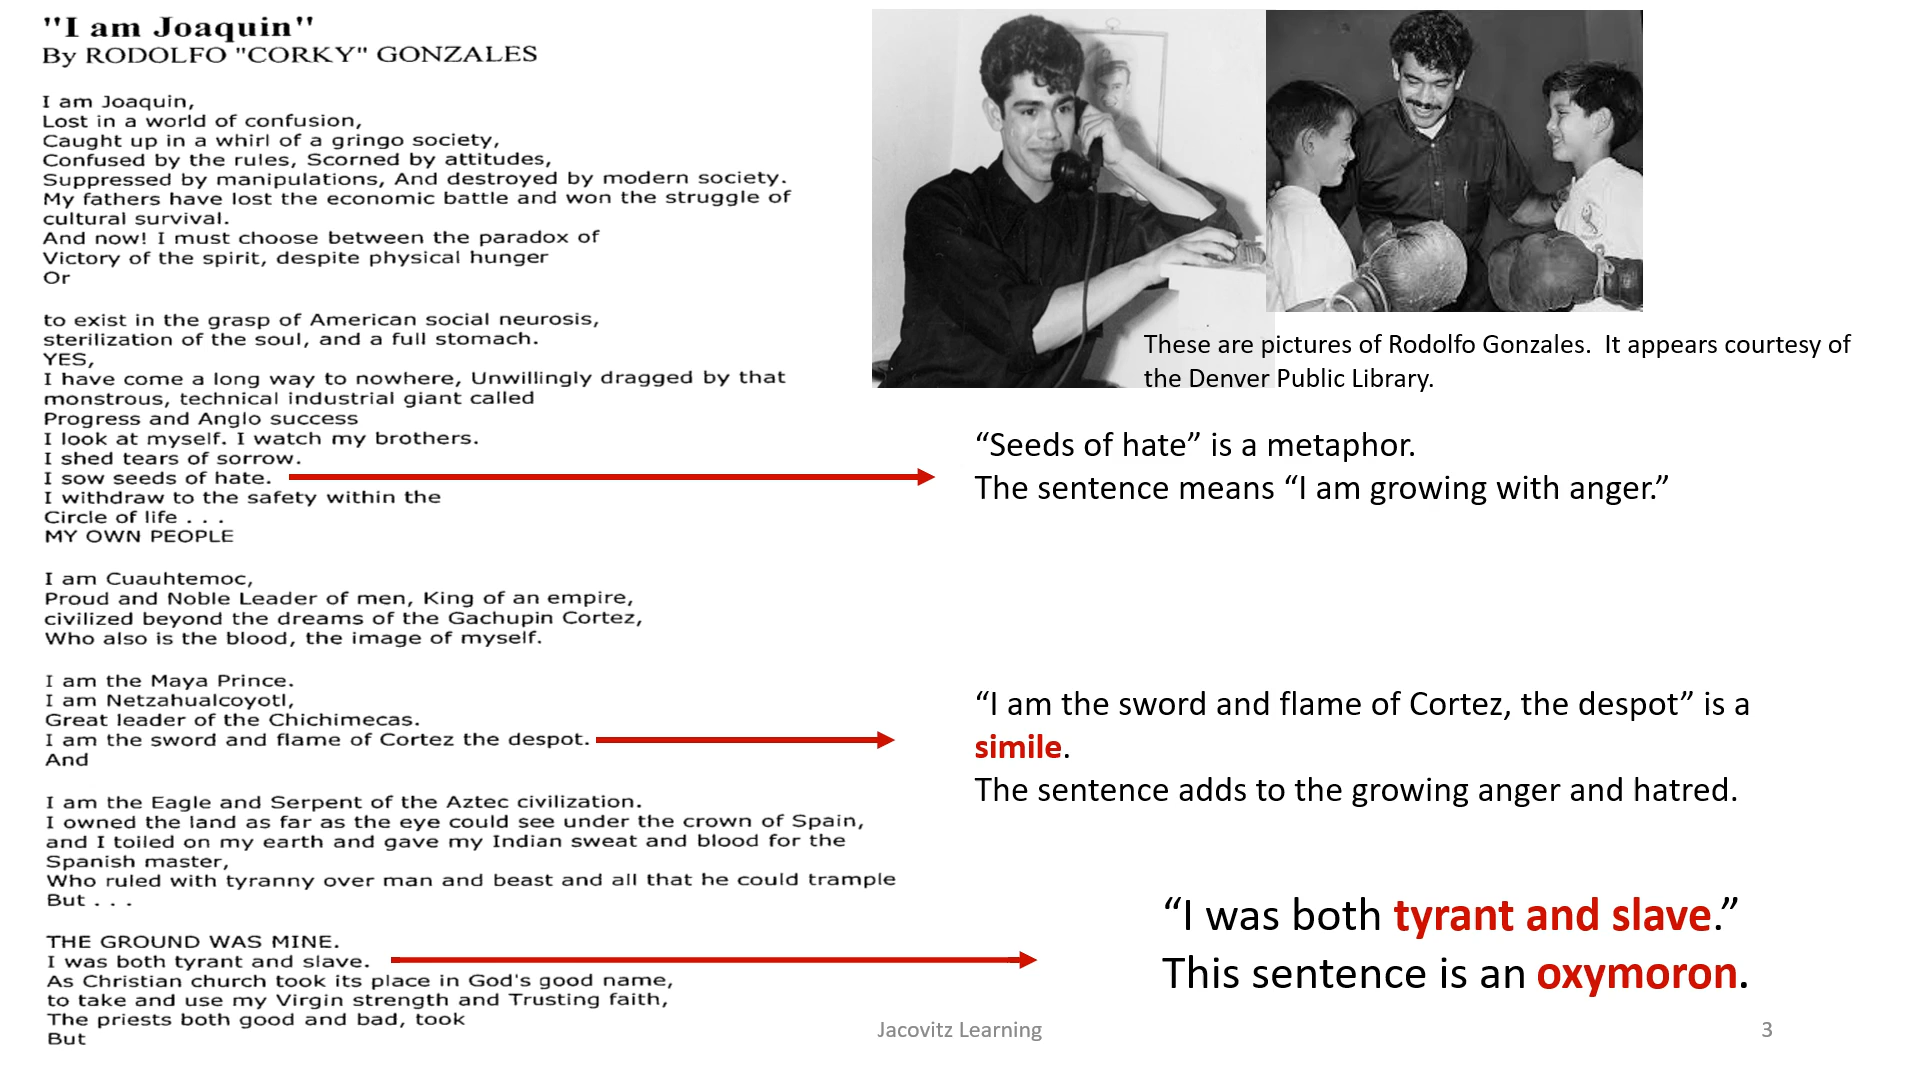 "I am Joaquin"
By RODOLFO "CORKY" GONZALES
I am Joaquin,
Lost in a world of confusion,
Caught up in a whirl of a gringo society,
Confused by the rules, Scorned by attitudes,
Suppressed by manipulations, And destroyed by modern society.
My fathers have lost the economic battle and won the struggle of
cultural survival.
And now! I must choose between the paradox of
Victory of the spirit, despite physical hunger
Or
to exist in the grasp of American social neurosis,
sterilization of the soul, and a full stomach.
YES,
I have come a long way to nowhere, Unwillingly dragged by that
monstrous, technical industrial giant called
Progress and Anglo success
I look at myself. I watch my brothers.
I shed tears of sorrow.
I sow seeds of hate.
I withdraw to the safety within the
Circle of life . . .
MY OWN PEOPLE
I am Cuauhtemoc,
Proud and Noble Leader of men, King of an empire,
civilized beyond the dreams of the Gachupin Cortez,
Who also is the blood, the image of myself.
I am the Maya Prince.
I am Netzahualcoyotl,
Great leader of the Chichimecas.
I am the sword and flame of Cortez the despot.
And
I am the Eagle and Serpent of the Aztec civilization.
I owned the land as far as the eye could see under the crown of Spain,
and I toiled on my earth and gave my Indian sweat and blood for the
Spanish master,
Who ruled with tyranny over man and beast and all that he could trample
But . . .
THE GROUND WAS MINE.
I was both tyrant and slave.
As Christian church took its place in God's good name,
to take and use my Virgin strength and Trusting faith,
The priests both good and bad, took
But
These are pictures of Rodolfo Gonzales.  It appears courtesy of
the Denver Public Library.
“Seeds of hate” is a metaphor.
The sentence means “I am growing with anger.”
“I am the sword and flame of Cortez, the despot” is a
simile.
The sentence adds to the growing anger and hatred.
“I was both tyrant and slave.”
This sentence is an oxymoron.
Jacovitz Learning
3